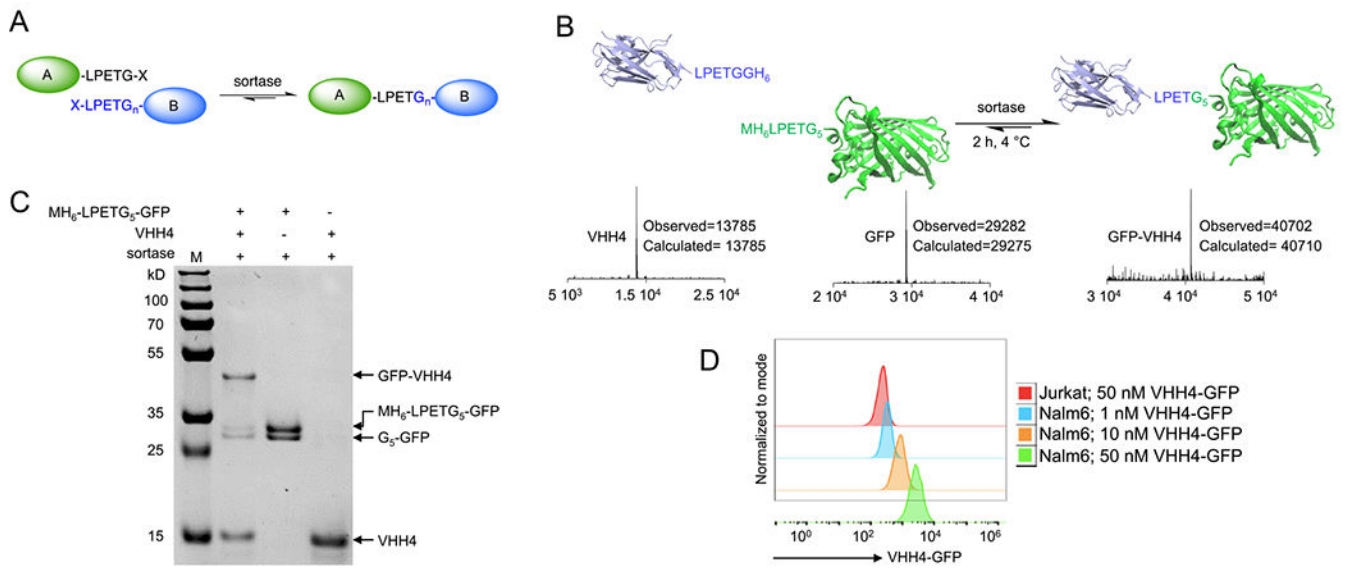 A
A
-LPETG-X
X-LPETGn-
B
sortase
A
-LPETGn-
B
B
LPETGGH6
MH6LPETG5
sortase
2 h, 4 °C
LPETG5
VHH4
Observed=13785
Calculated= 13785
5 10³ 1.5 10⁴ 2.5 10⁴
GFP
Observed=29282
Calculated=29275
2 10⁴ 3 10⁴ 4 10⁴
GFP-VHH4
Observed=40702
Calculated= 40710
3 10⁴ 4 10⁴ 5 10⁴
C
MH6-LPETG5-GFP + + -
VHH4 + - +
sortase M + + +
kD
100
70
55
35
25
15
GFP-VHH4
MH6-LPETG5-GFP
G5-GFP
VHH4
D
Normalized to mode
10⁰ 10² 10⁴ 10⁶
VHH4-GFP
Jurkat; 50 nM VHH4-GFP
Nalm6; 1 nM VHH4-GFP
Nalm6; 10 nM VHH4-GFP
Nalm6; 50 nM VHH4-GFP